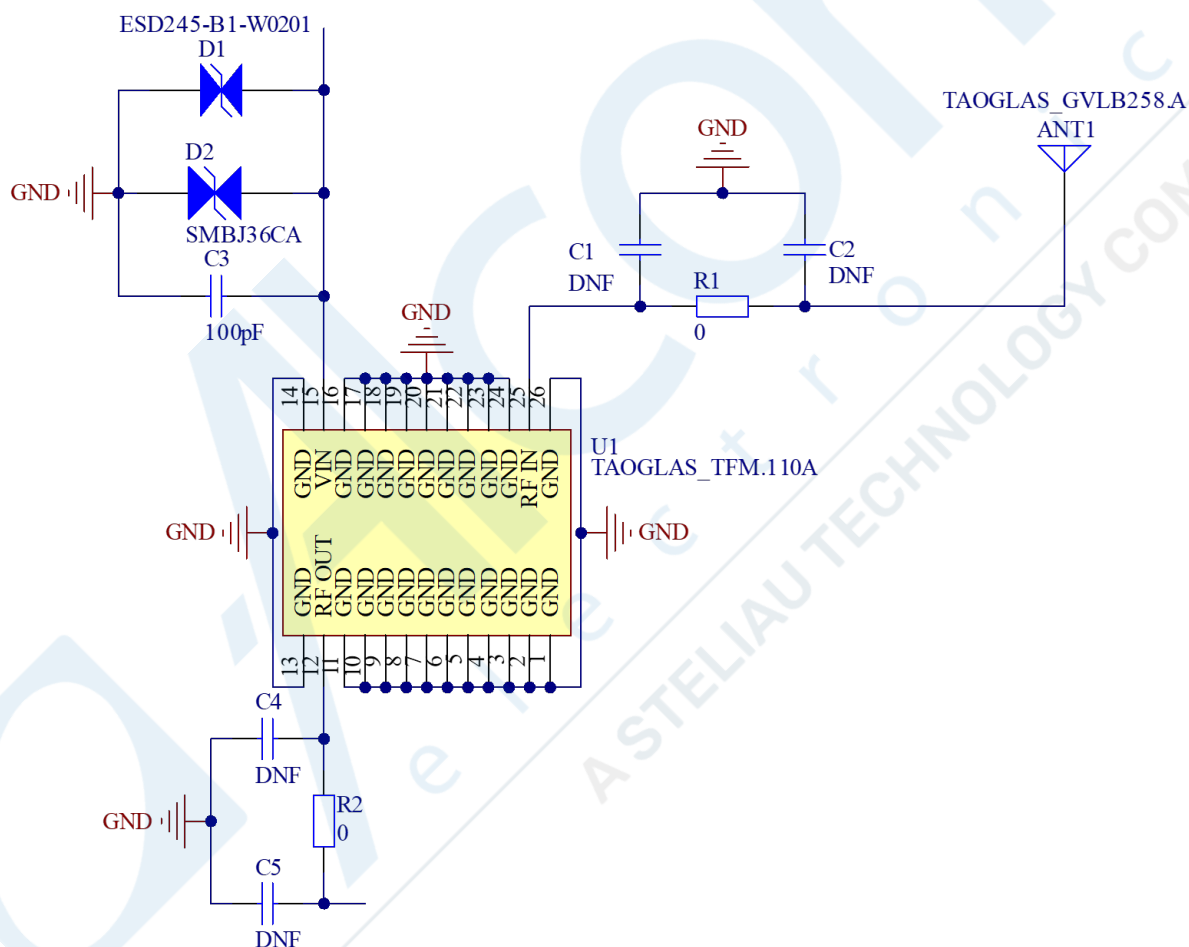 ESD245-B1-W0201
D1
D2
GND
SMBJ36CA
C3
100pF
TAOGLAS_GVLB258.A
ANT1
GND
C1
DNF
C2
DNF
R1
0
GND
14 15 16 17 18 19 20 21 22 23 24 25 26
GND VIN GND GND GND GND GND GND GND GND GND RF IN GND
U1
TAOGLAS_TFM.110A
GND
GND
GND RF OUT GND GND GND GND GND GND GND GND GND GND GND
13 12 11 10 9 8 7 6 5 4 3 2 1
C4
DNF
GND
R2
0
C5
DNF
e l e c t r o n i c
A STELIAU TECHNOLOGY COM